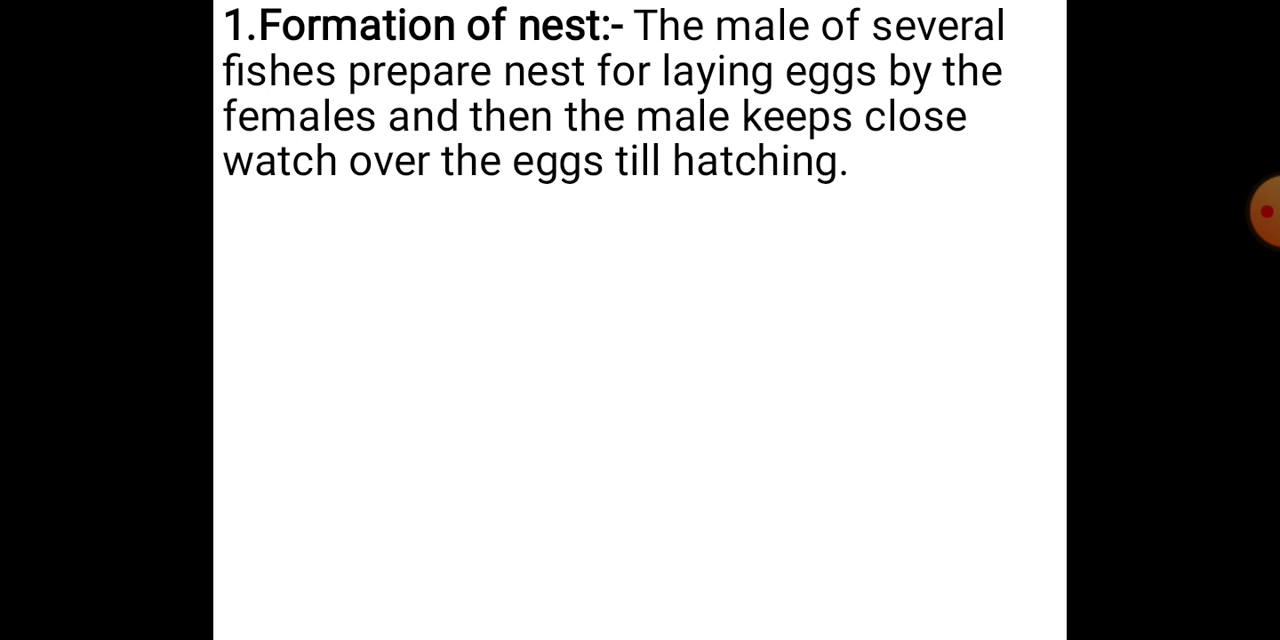 1.Formation of nest:- The male of several
fishes prepare nest for laying eggs by the
females and then the male keeps close
watch over the eggs till hatching.